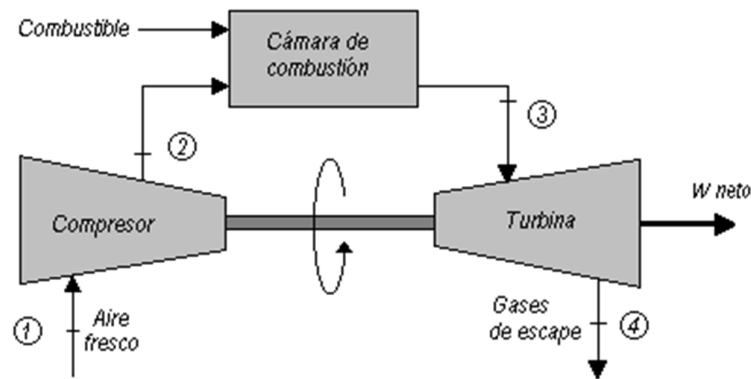 Combustible
Cámara de
combustión
②
③
Compresor
Turbina
W neto
①
Aire
fresco
Gases
de escape
④